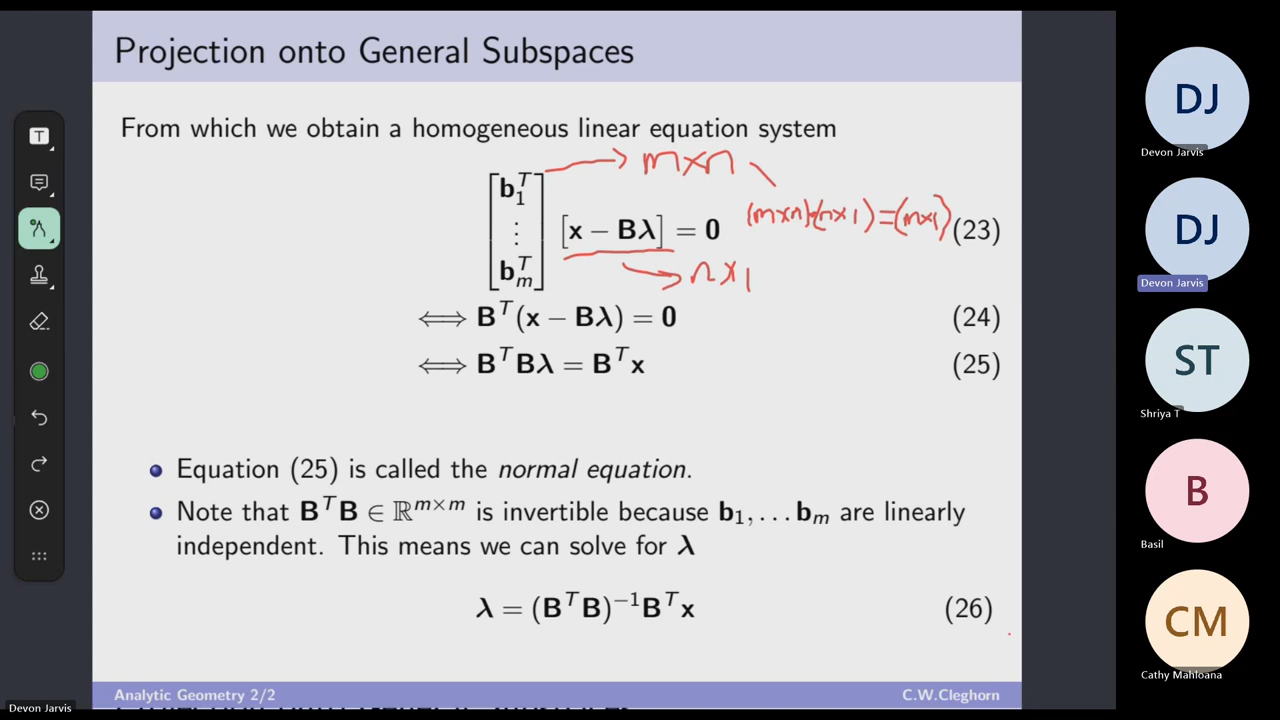 Projection onto General Subspaces
From which we obtain a homogeneous linear equation system
m×n
b₁ᵀ
⋮
bₘᵀ
[x − Bλ] = 0
(m×n)·(n×1)=(m×1)
(23)
n×1
⟺ Bᵀ(x − Bλ) = 0 (24)
⟺ BᵀBλ = Bᵀx (25)
Equation (25) is called the normal equation.
Note that BᵀB ∈ ℝᵐˣᵐ is invertible because b₁, … bₘ are linearly
independent. This means we can solve for λ
λ = (BᵀB)⁻¹Bᵀx (26)
Analytic Geometry 2/2 C.W.Cleghorn
Devon Jarvis
T
DJ
Devon Jarvis
DJ
Devon Jarvis
ST
Shriya T
B
Basil
CM
Cathy Mahloana